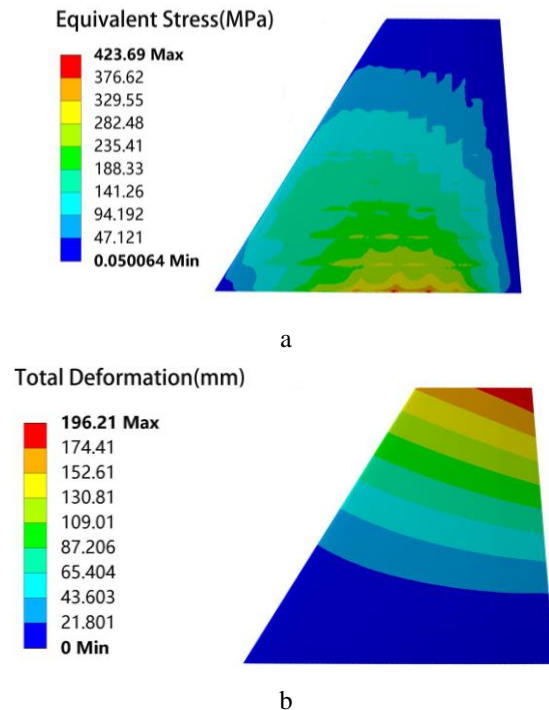 Equivalent Stress(MPa)
423.69 Max
376.62
329.55
282.48
235.41
188.33
141.26
94.192
47.121
0.050064 Min
a
Total Deformation(mm)
196.21 Max
174.41
152.61
130.81
109.01
87.206
65.404
43.603
21.801
0 Min
b